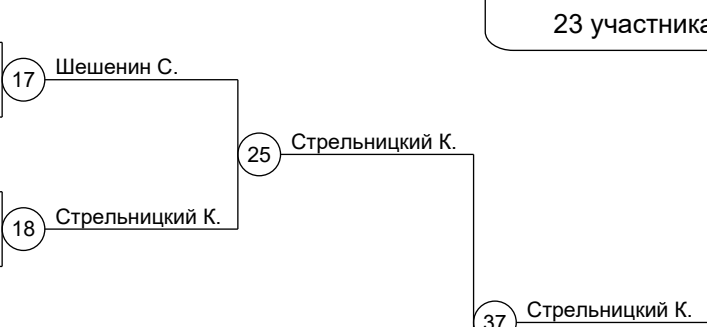 23 участника
17 Шешенин С.
25 Стрельницкий К.
18 Стрельницкий К.
37 Стрельницкий К.